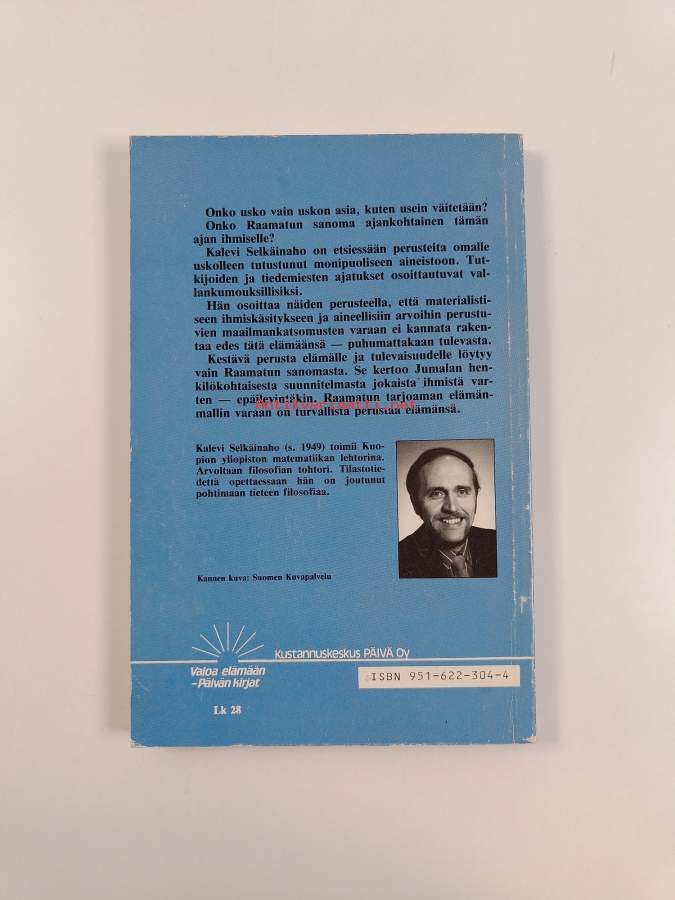 Onko usko vain uskon asia, kuten usein väitetään?
Onko Raamatun sanoma ajankohtainen tämän
ajan ihmiselle?
Kalevi Selkäinaho on etsiessään perusteita omalle
uskolleen tutustunut monipuoliseen aineistoon. Tut-
kijoiden ja tiedemiesten ajatukset osoittautuvat val-
lankumouksillisiksi.
Hän osoittaa näiden perusteella, että materialisti-
seen ihmiskäsitykseen ja aineellisiin arvoihin perustu-
vien maailmankatsomusten varaan ei kannata raken-
taa edes tätä elämäänsä — puhumattakaan tulevasta.
Kestävä perusta elämälle ja tulevaisuudelle löytyy
vain Raamatun sanomasta. Se kertoo Jumalan hen-
kilökohtaisesta suunnitelmasta jokaista ihmistä var-
ten — epäilevintäkin. Raamatun tarjoaman elämän-
mallin varaan on turvallista perustaa elämänsä.
Antikvariaatti.net
Kalevi Selkäinaho (s. 1949) toimii Kuo-
pion yliopiston matematiikan lehtorina.
Arvoltaan filosofian tohtori. Tilastotie-
dettä opettaessaan hän on joutunut
pohtimaan tieteen filosofiaa.
Kannen kuva: Suomen Kuvapalvelu
Kustannuskeskus PÄIVÄ Oy
Valoa elämään
–Päivän kirjat
ISBN 951-622-304-4
Lk 28